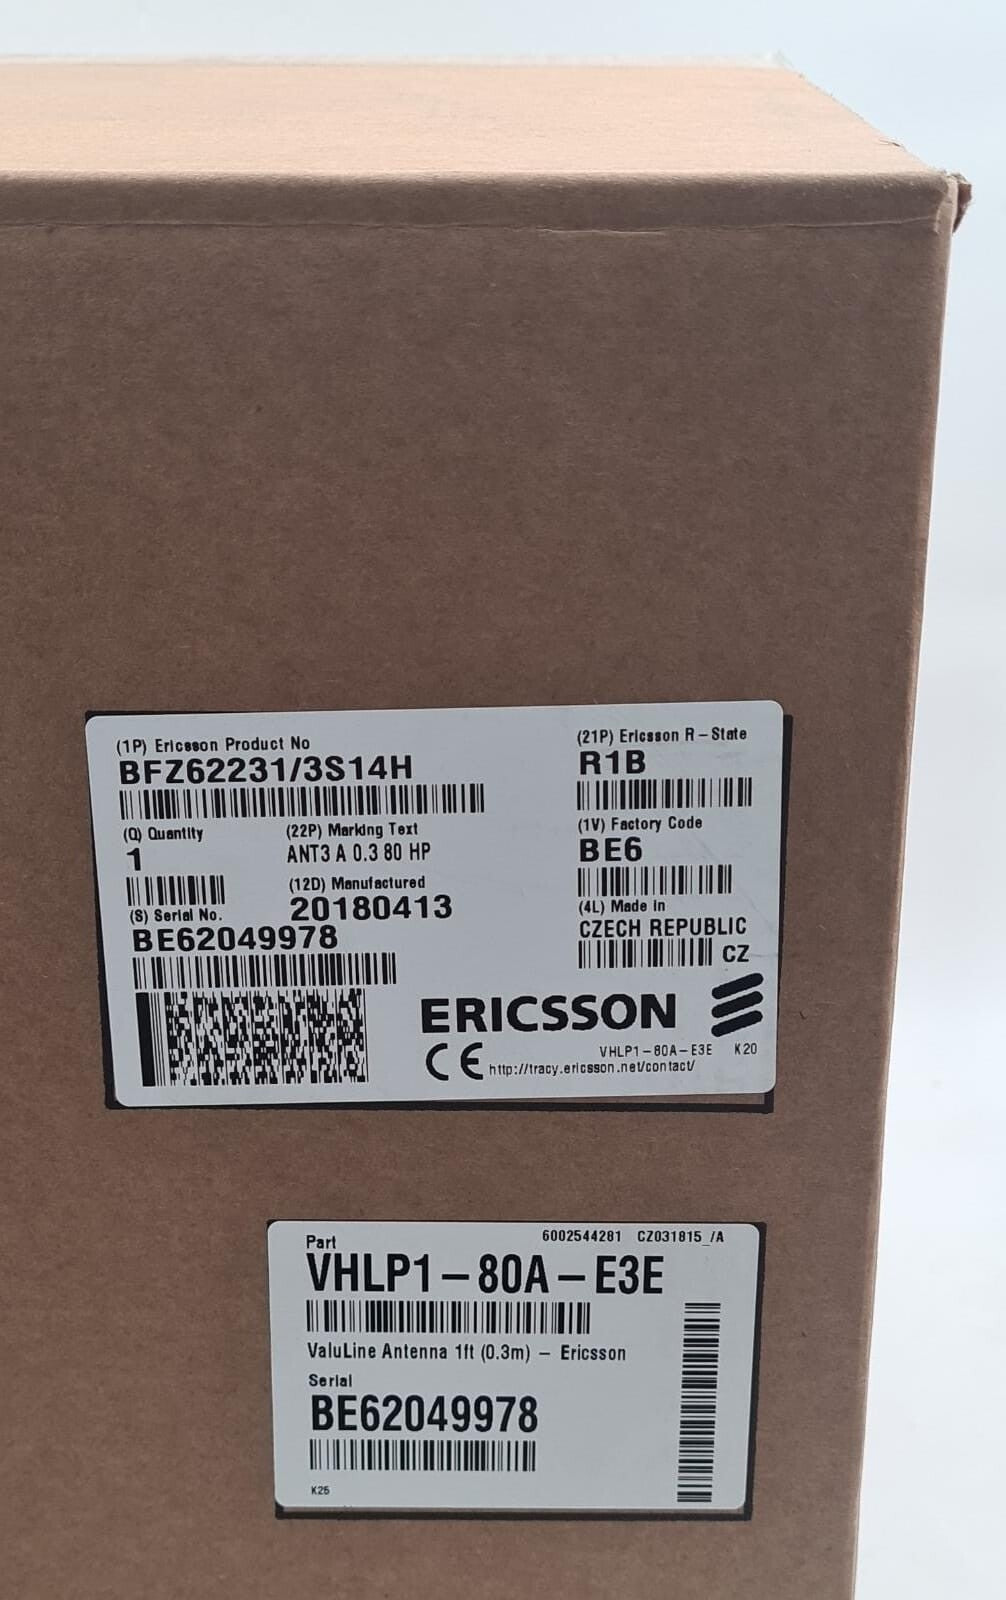 (1P) Ericsson Product No
BFZ62231/3S14H
(21P) Ericsson R-State
R1B
(Q) Quantity
1
(22P) Marking Text
ANT3 A 0.3 80 HP
(1V) Factory Code
BE6
(12D) Manufactured
20180413
(S) Serial No.
BE62049978
(4L) Made in
CZECH REPUBLIC
CZ
ERICSSON
CE
VHLP1-80A-E3E K20
http://tracy.ericsson.net/contact/
6002544281 CZ031815_/A
Part
VHLP1-80A-E3E
ValuLine Antenna 1ft (0.3m) - Ericsson
Serial
BE62049978
K25